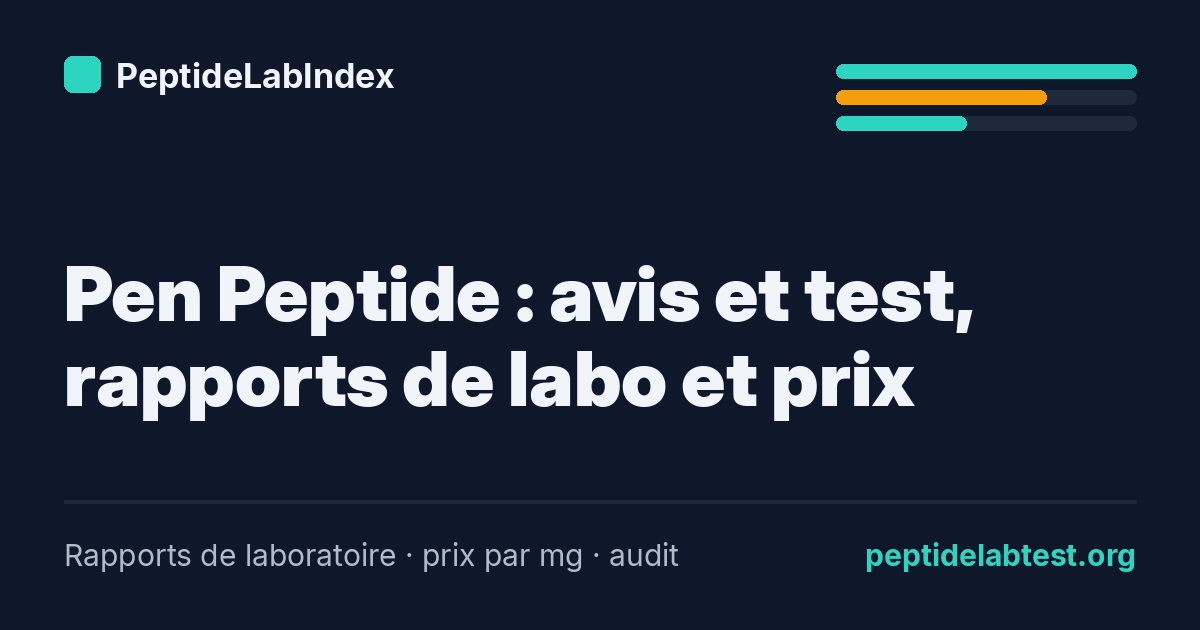 PeptideLabIndex
Pen Peptide : avis et test,
rapports de labo et prix
Rapports de laboratoire · prix par mg · audit
peptidelabtest.org